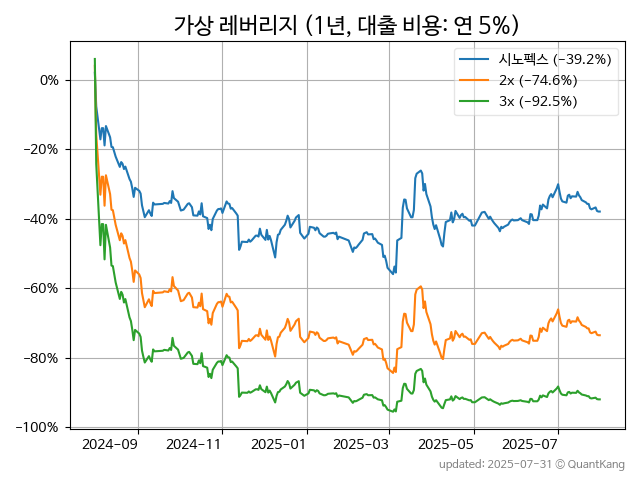 가상 레버리지 (1년, 대출 비용: 연 5%)
시노펙스 (−39.2%)
2x (−74.6%)
3x (−92.5%)
0%
−20%
−40%
−60%
−80%
−100%
2024-09 2024-11 2025-01 2025-03 2025-05 2025-07
updated: 2025-07-31 © QuantKang